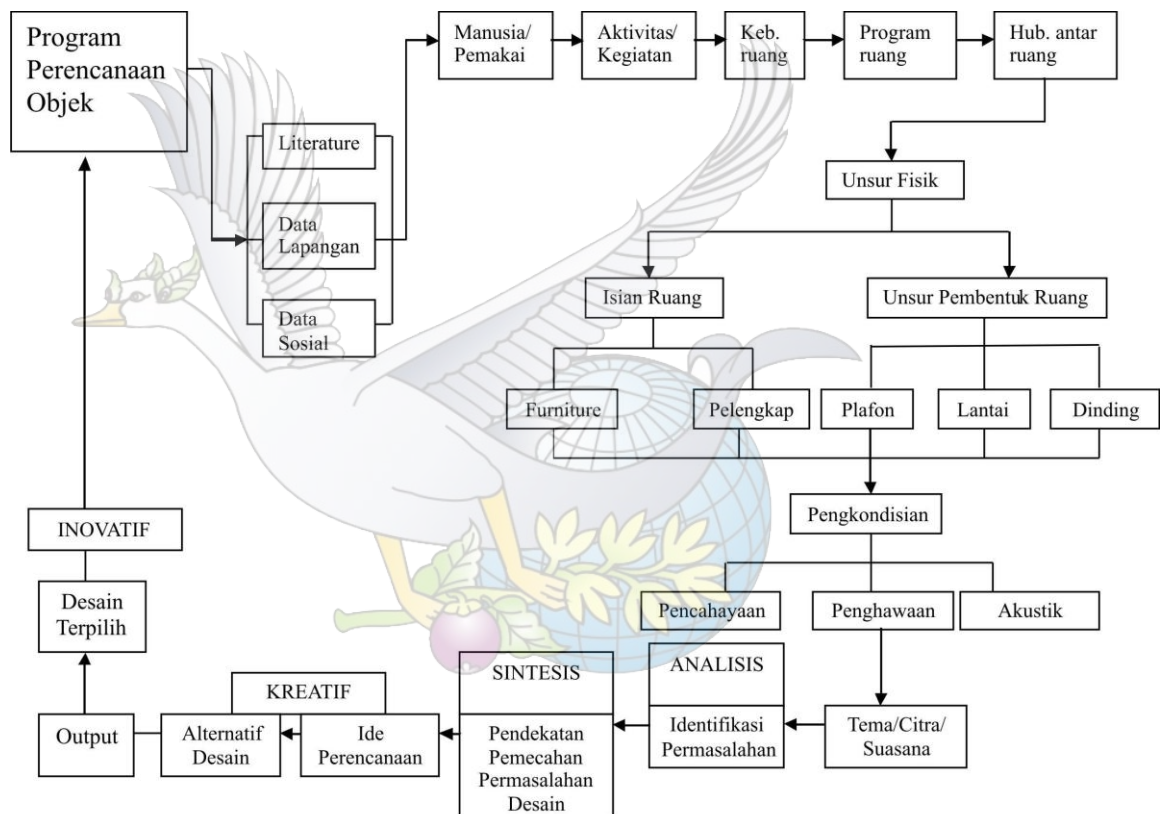 Program
Perencanaan
Objek
Literature
Data
Lapangan
Data
Sosial
Manusia/
Pemakai
Aktivitas/
Kegiatan
Keb.
ruang
Program
ruang
Hub. antar
ruang
Unsur Fisik
Isian Ruang
Unsur Pembentuk Ruang
Furniture
Pelengkap
Plafon
Lantai
Dinding
Pengkondisian
Pencahayaan
Penghawaan
Akustik
Tema/Citra/
Suasana
ANALISIS
Identifikasi
Permasalahan
SINTESIS
Pendekatan
Pemecahan
Permasalahan
Desain
KREATIF
Ide
Perencanaan
Alternatif
Desain
Output
Desain
Terpilih
INOVATIF